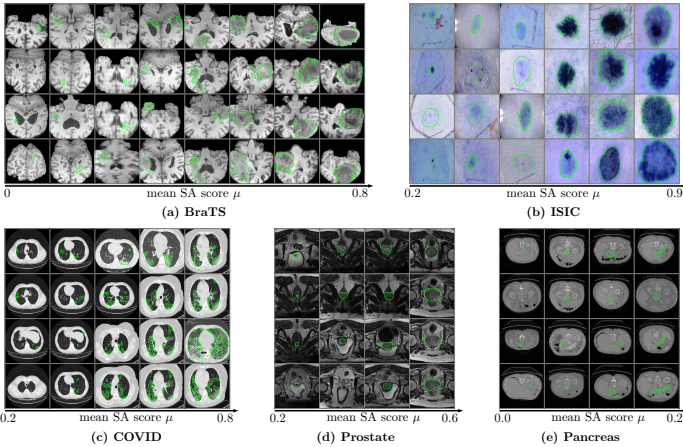 0 mean SA score μ 0.8
(a) BraTS
0.2 mean SA score μ 0.9
(b) ISIC
0.2 mean SA score μ 0.8
(c) COVID
0.2 mean SA score μ 0.6
(d) Prostate
0.0 mean SA score μ 0.2
(e) Pancreas